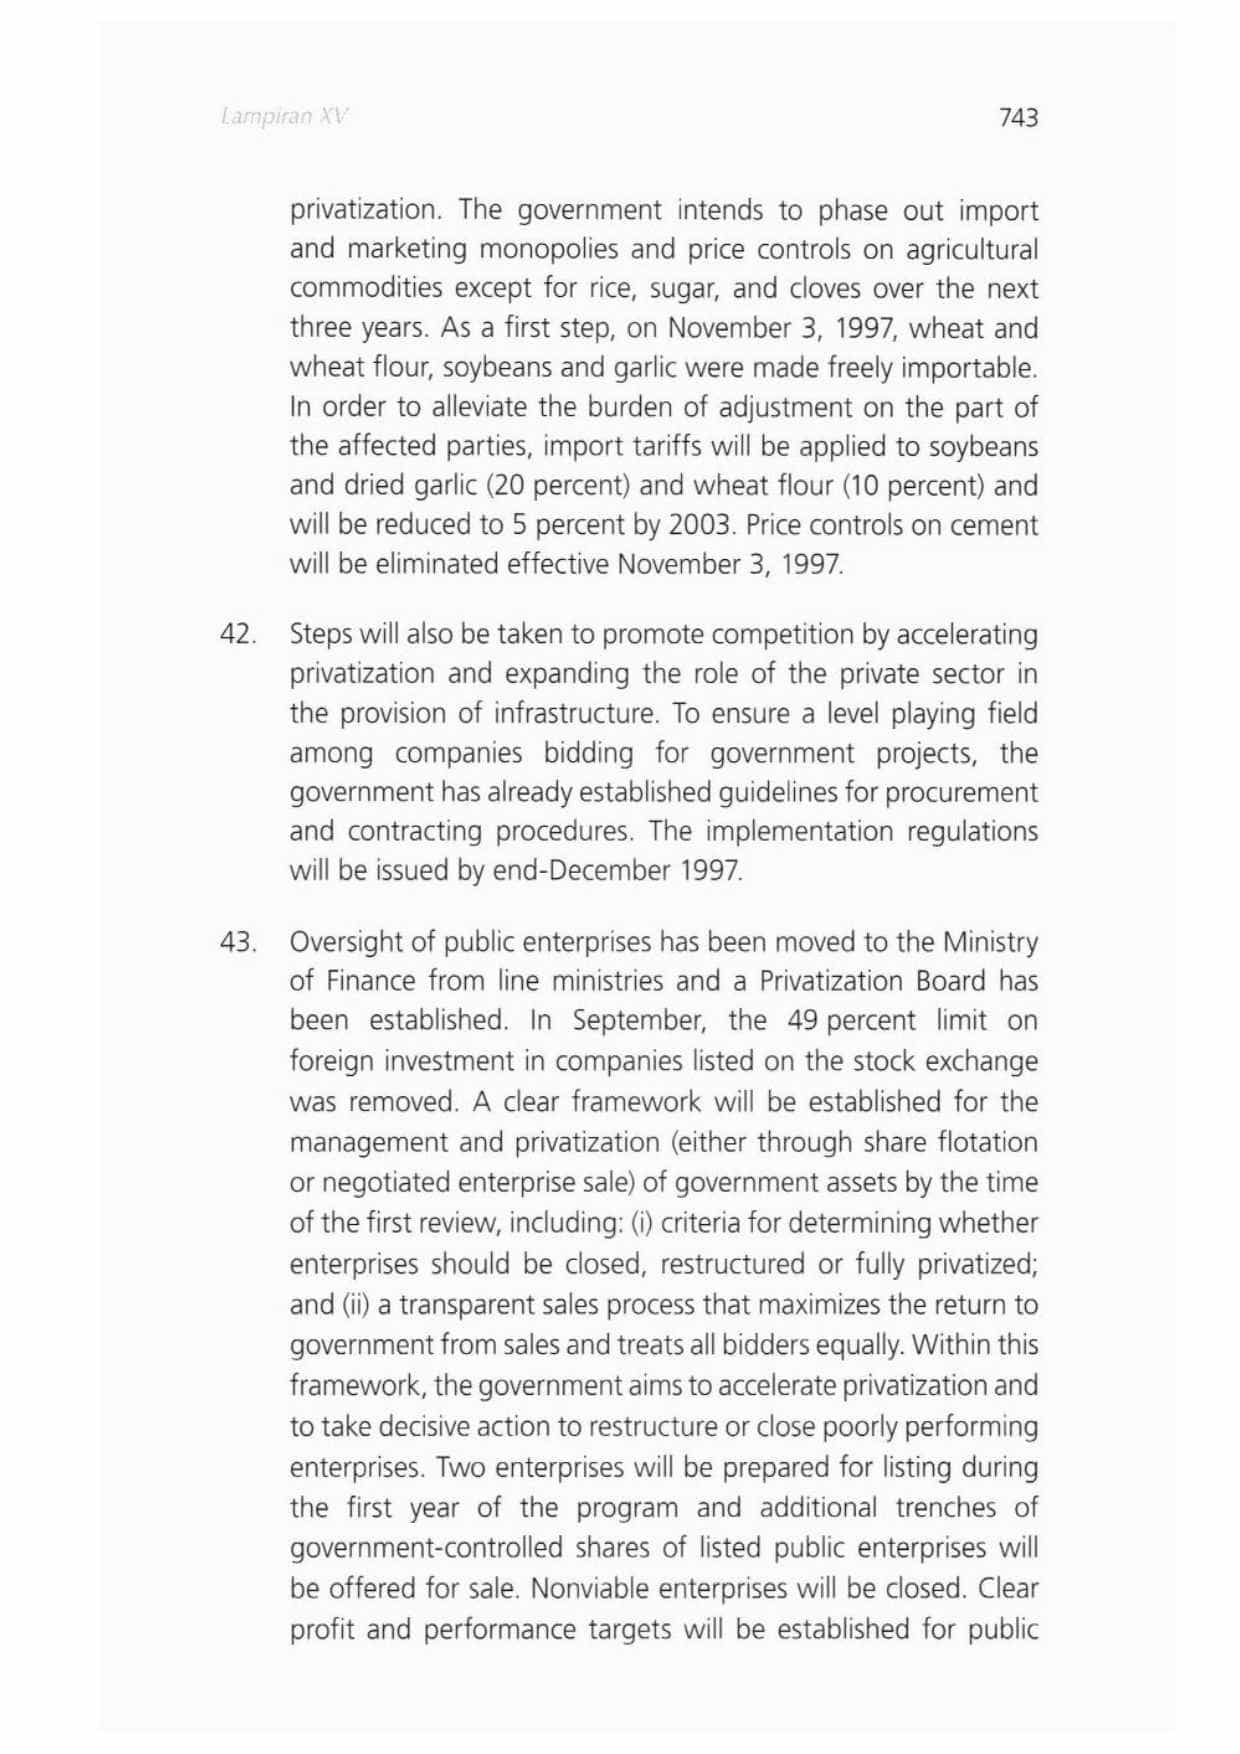 Lampiran XV
743
privatization. The government intends to phase out import
and marketing monopolies and price controls on agricultural
commodities except for rice, sugar, and cloves over the next
three years. As a first step, on November 3, 1997, wheat and
wheat flour, soybeans and garlic were made freely importable.
In order to alleviate the burden of adjustment on the part of
the affected parties, import tariffs will be applied to soybeans
and dried garlic (20 percent) and wheat flour (10 percent) and
will be reduced to 5 percent by 2003. Price controls on cement
will be eliminated effective November 3, 1997.
42. Steps will also be taken to promote competition by accelerating
privatization and expanding the role of the private sector in
the provision of infrastructure. To ensure a level playing field
among companies bidding for government projects, the
government has already established guidelines for procurement
and contracting procedures. The implementation regulations
will be issued by end-December 1997.
43. Oversight of public enterprises has been moved to the Ministry
of Finance from line ministries and a Privatization Board has
been established. In September, the 49 percent limit on
foreign investment in companies listed on the stock exchange
was removed. A clear framework will be established for the
management and privatization (either through share flotation
or negotiated enterprise sale) of government assets by the time
of the first review, including: (i) criteria for determining whether
enterprises should be closed, restructured or fully privatized;
and (ii) a transparent sales process that maximizes the return to
government from sales and treats all bidders equally. Within this
framework, the government aims to accelerate privatization and
to take decisive action to restructure or close poorly performing
enterprises. Two enterprises will be prepared for listing during
the first year of the program and additional trenches of
government-controlled shares of listed public enterprises will
be offered for sale. Nonviable enterprises will be closed. Clear
profit and performance targets will be established for public